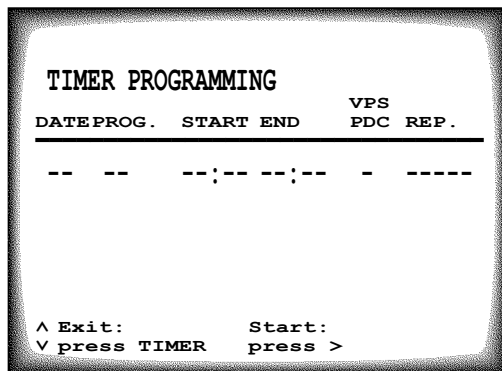 TIMER PROGRAMMING
VPS
DATE PROG. START END PDC REP.
-- -- --:-- --:-- - -----
^ Exit: Start:
v press TIMER press >